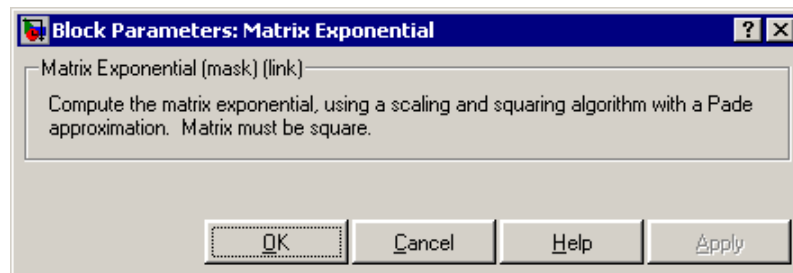 Block Parameters: Matrix Exponential
Matrix Exponential (mask) (link)
Compute the matrix exponential, using a scaling and squaring algorithm with a Pade
approximation. Matrix must be square.
OK Cancel Help Apply